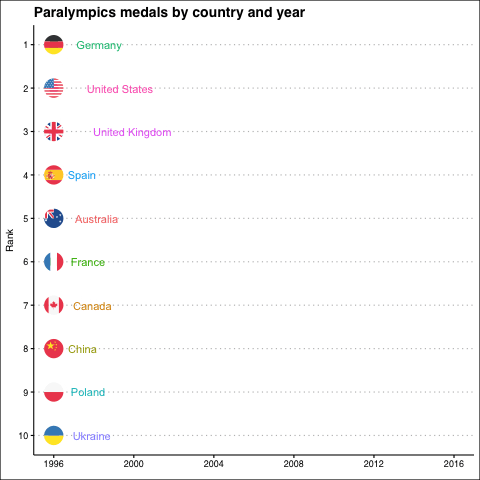 Paralympics medals by country and year
1 Germany
2 United States
3 United Kingdom
4 Spain
5 Australia
Rank
6 France
7 Canada
8 China
9 Poland
10 Ukraine
1996 2000 2004 2008 2012 2016